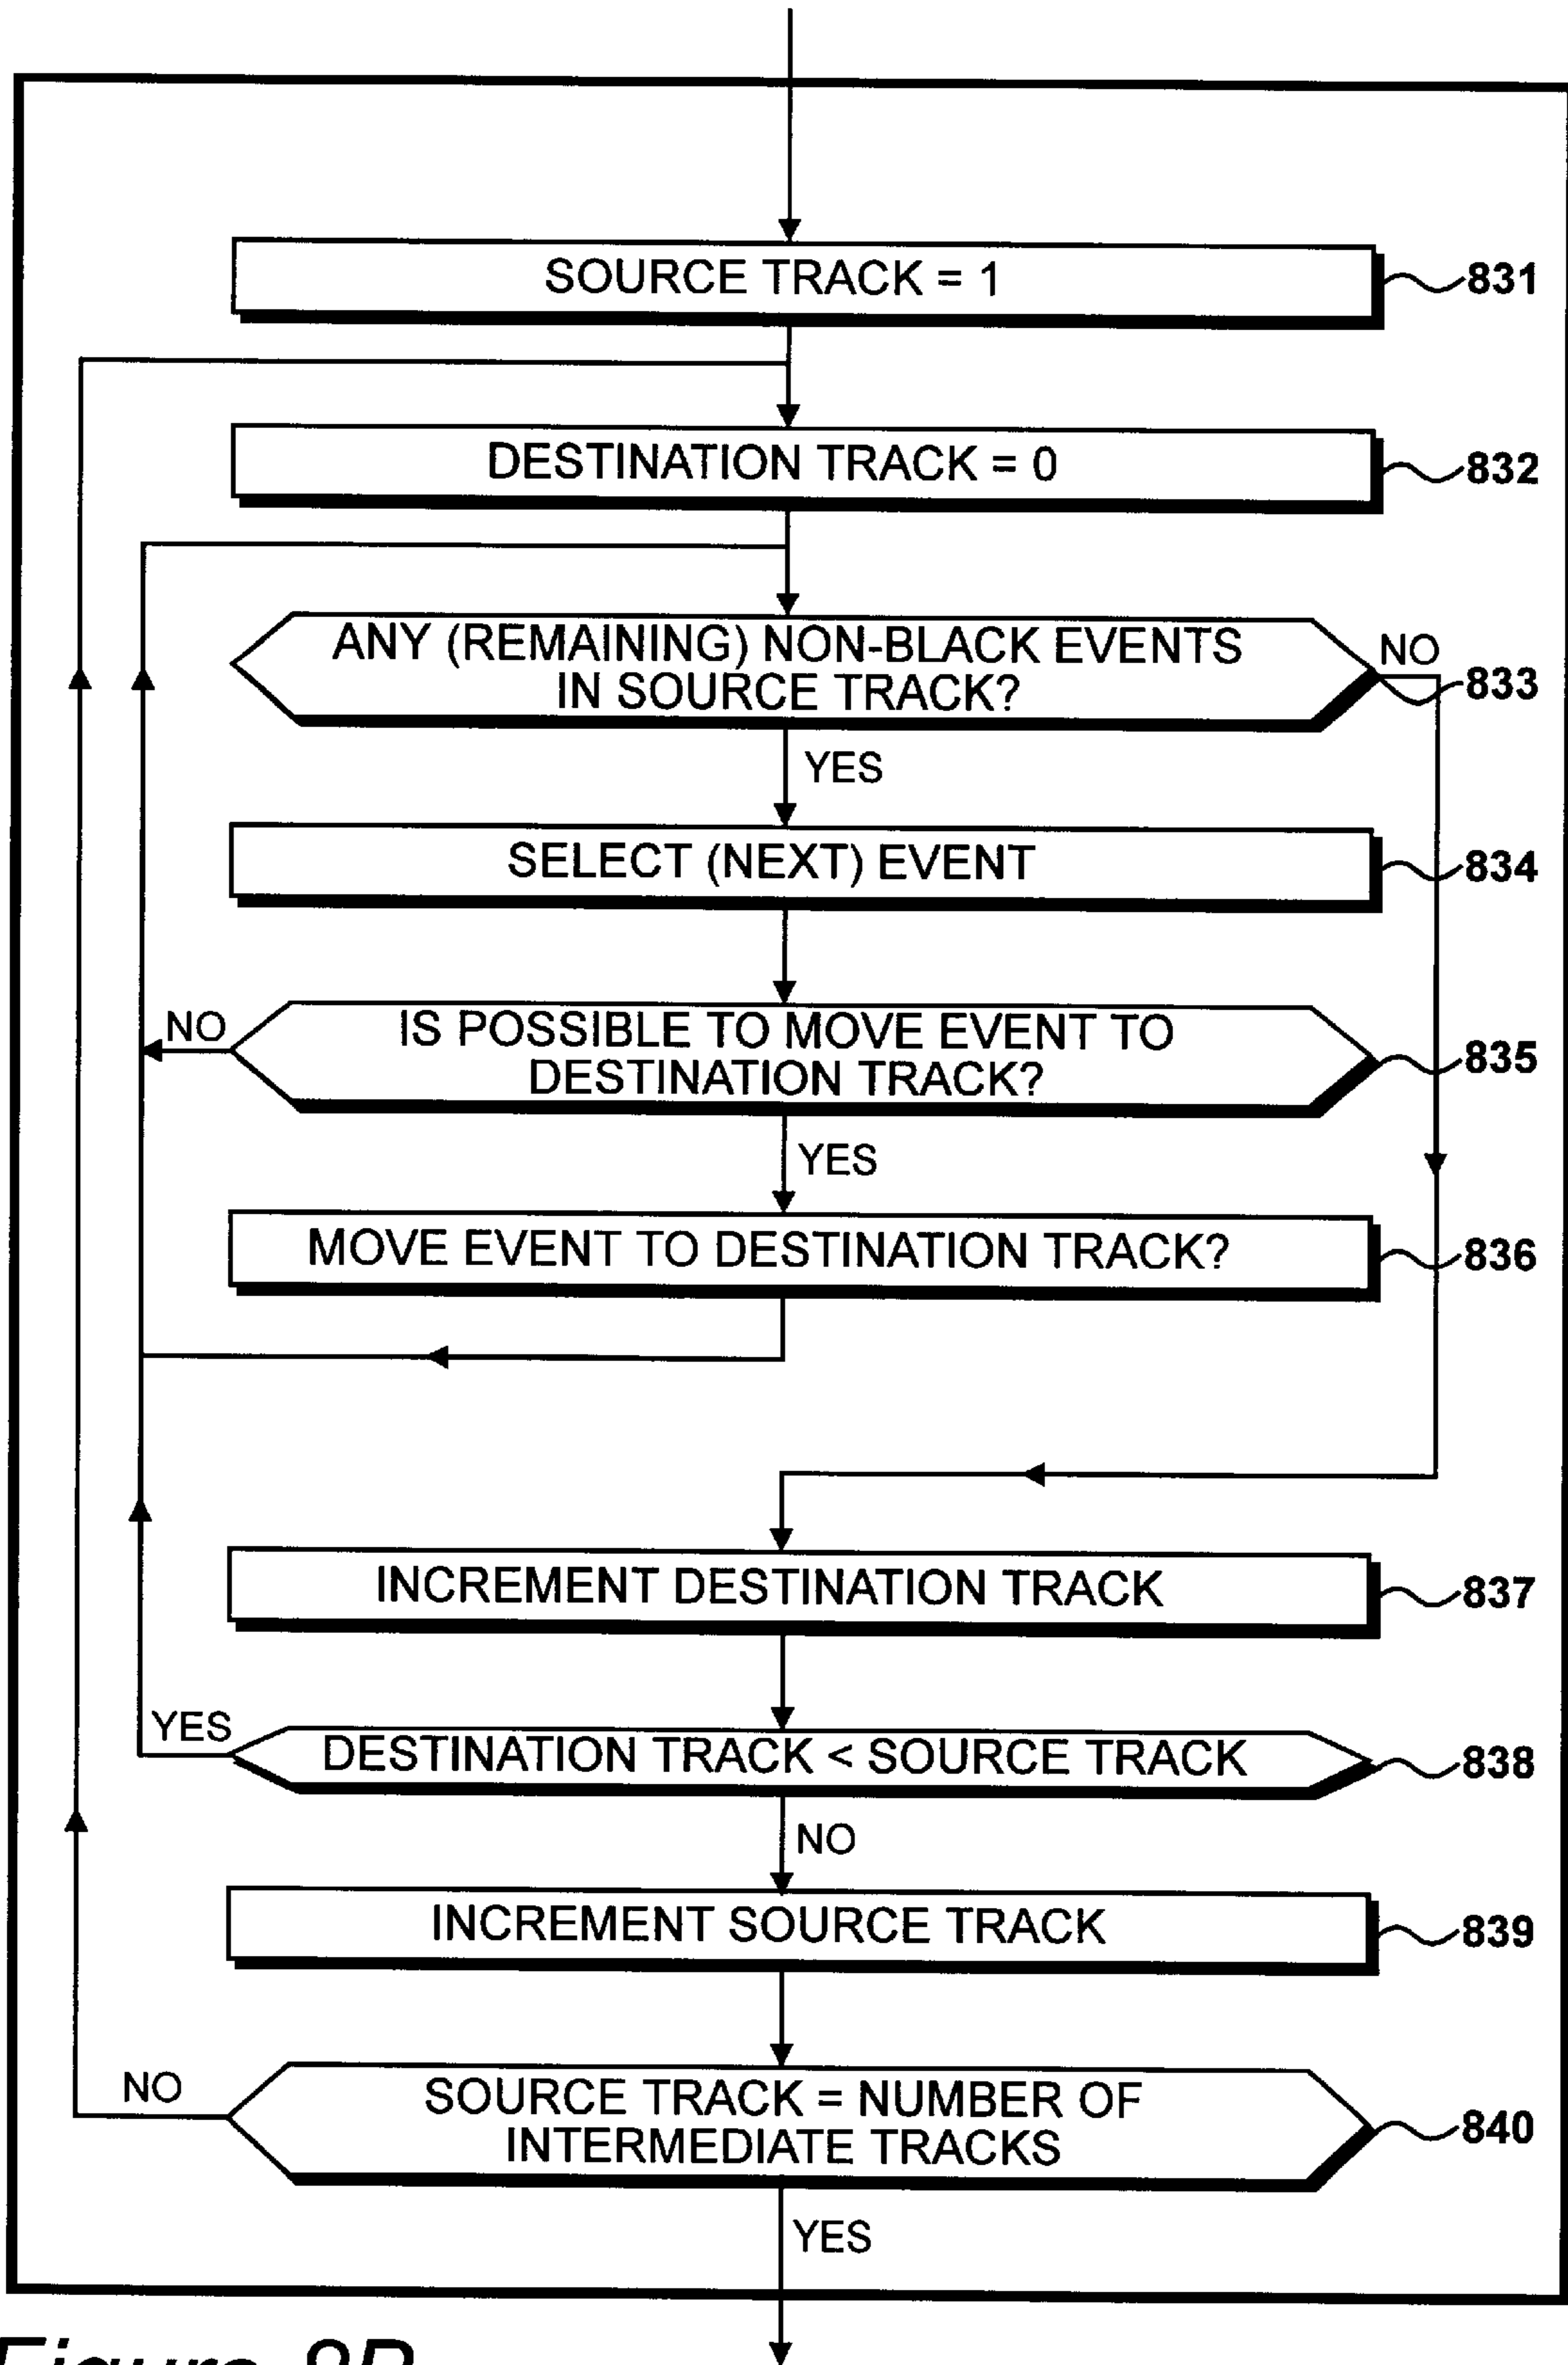 SOURCE TRACK = 1
831
DESTINATION TRACK = 0
832
ANY (REMAINING) NON-BLACK EVENTS
IN SOURCE TRACK?
NO
833
YES
SELECT (NEXT) EVENT
834
NO
IS POSSIBLE TO MOVE EVENT TO
DESTINATION TRACK?
835
YES
MOVE EVENT TO DESTINATION TRACK?
836
INCREMENT DESTINATION TRACK
837
YES
DESTINATION TRACK < SOURCE TRACK
838
NO
INCREMENT SOURCE TRACK
839
NO
SOURCE TRACK = NUMBER OF
INTERMEDIATE TRACKS
840
YES